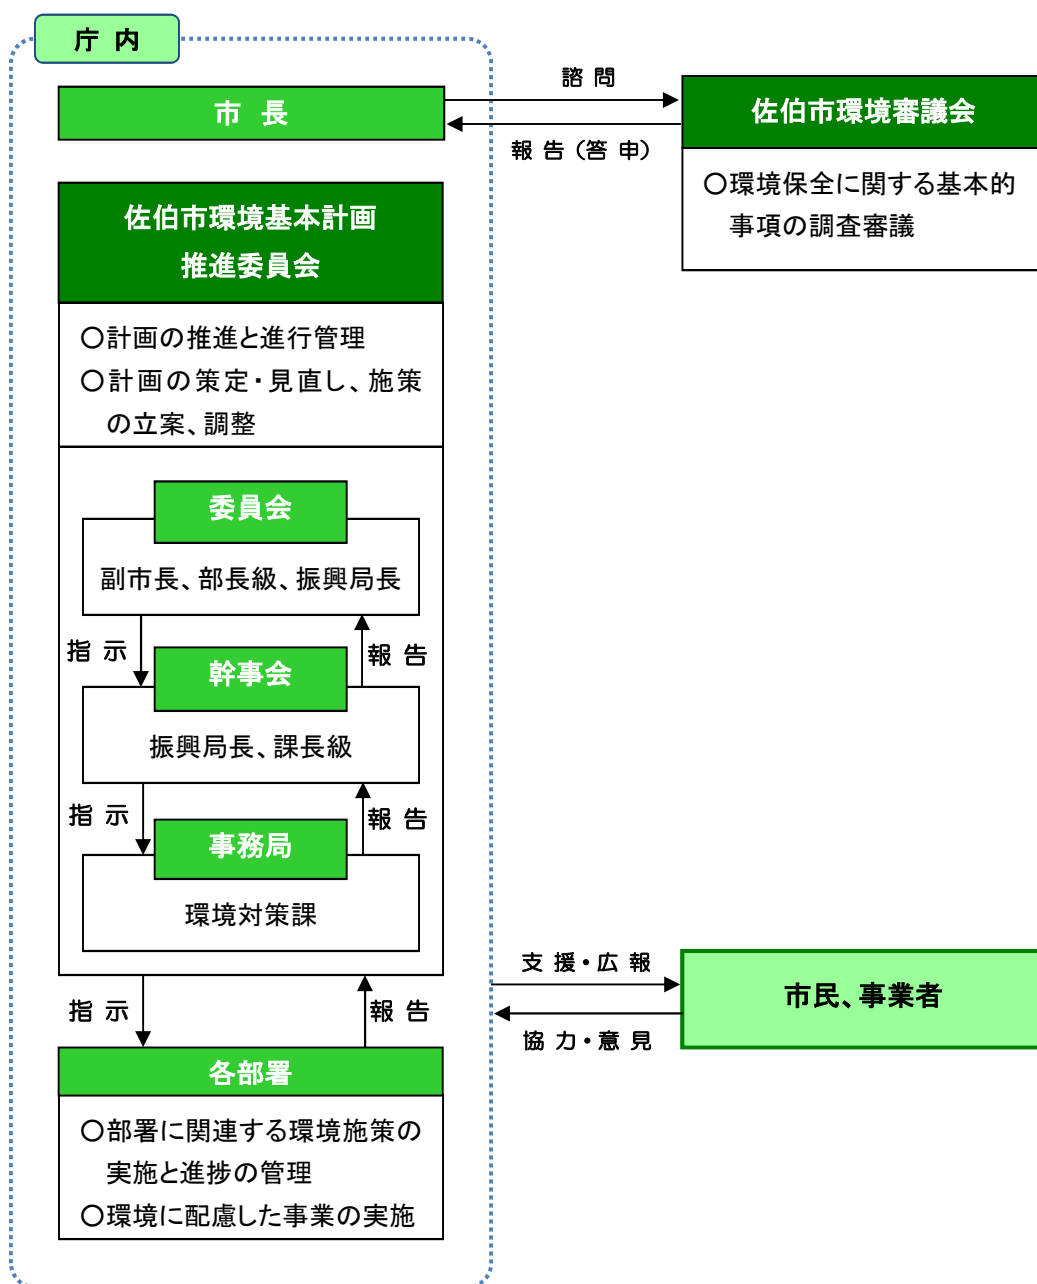 庁 内
市 長
諮 問
報 告（答 申）
佐伯市環境審議会
〇環境保全に関する基本的
事項の調査審議
佐伯市環境基本計画
推進委員会
〇計画の推進と進行管理
〇計画の策定・見直し、施策
の立案、調整
委員会
副市長、部長級、振興局長
指 示
報 告
幹事会
振興局長、課長級
指 示
報 告
事務局
環境対策課
支 援・広 報
市民、事業者
協 力・意 見
指 示
報 告
各部署
〇部署に関連する環境施策の
実施と進捗の管理
〇環境に配慮した事業の実施